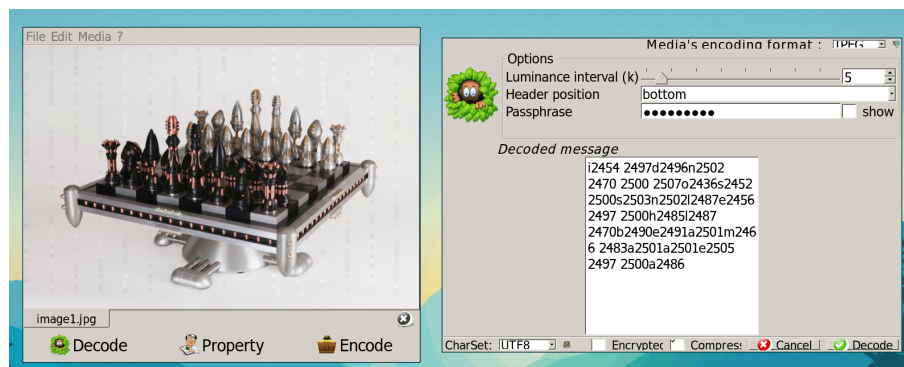 File Edit Media ?
image1.jpg
Decode
Property
Encode
Media's encoding format : JPEG
Options
Luminance interval (k) 5
Header position bottom
Passphrase ●●●●●●●●● show
Decoded message
i2454 2497d2496n2502
2470 2500 2507o2436s2452
2500s2503n2502l2487e2456
2497 2500h2485l2487
2470b2490e2491a2501m246
6 2483a2501a2501e2505
2497 2500a2486
CharSet: UTF8 Encrypted Compress Cancel Decode